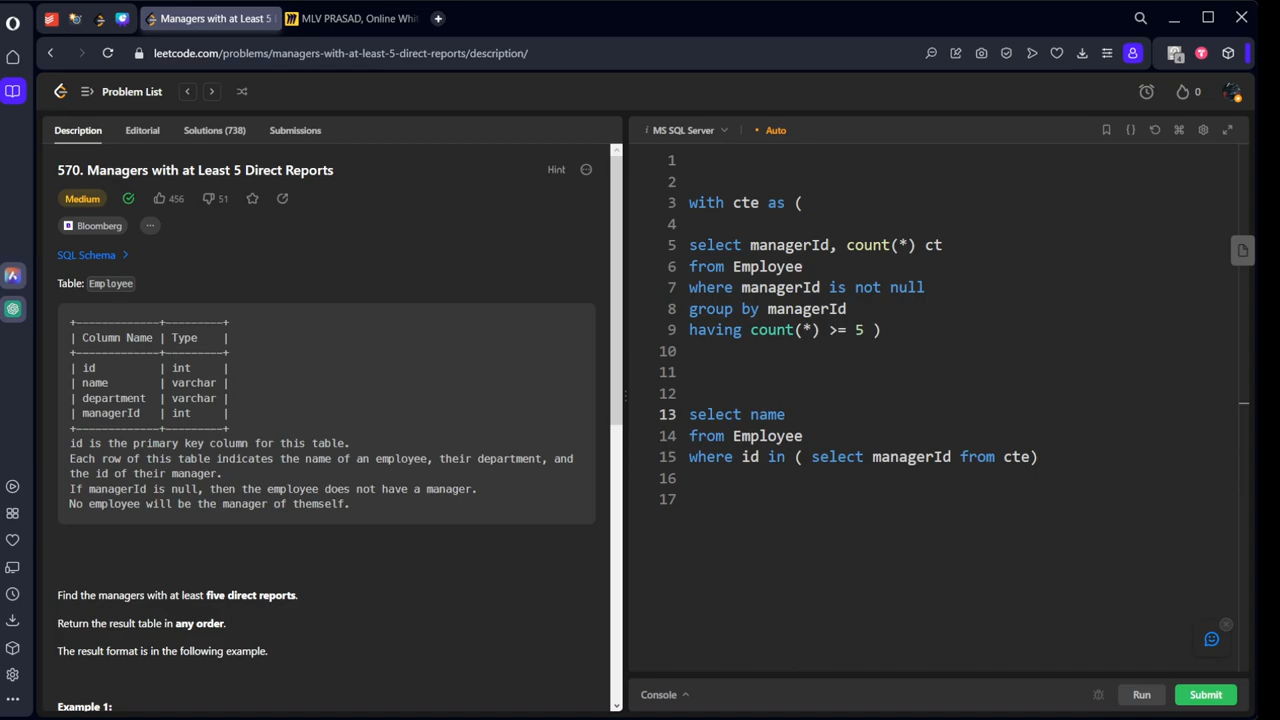 Managers with at Least 5
MLV PRASAD, Online Whi
leetcode.com/problems/managers-with-at-least-5-direct-reports/description/
4
Problem List
0
Description
Editorial
Solutions (738)
Submissions
MS SQL Server
Auto
570. Managers with at Least 5 Direct Reports
Hint
Medium
456
51
Bloomberg
SQL Schema
Table: Employee
+-------------+---------+
| Column Name | Type    |
+-------------+---------+
| id          | int     |
| name        | varchar |
| department  | varchar |
| managerId   | int     |
+-------------+---------+
id is the primary key column for this table.
Each row of this table indicates the name of an employee, their department, and
the id of their manager.
If managerId is null, then the employee does not have a manager.
No employee will be the manager of themself.
Find the managers with at least five direct reports.
Return the result table in any order.
The result format is in the following example.
Example 1:
1
2
3 with cte as (
4
5 select managerId, count(*) ct
6 from Employee
7 where managerId is not null
8 group by managerId
9 having count(*) >= 5 )
10
11
12
13 select name
14 from Employee
15 where id in ( select managerId from cte)
16
17
Console
Run
Submit